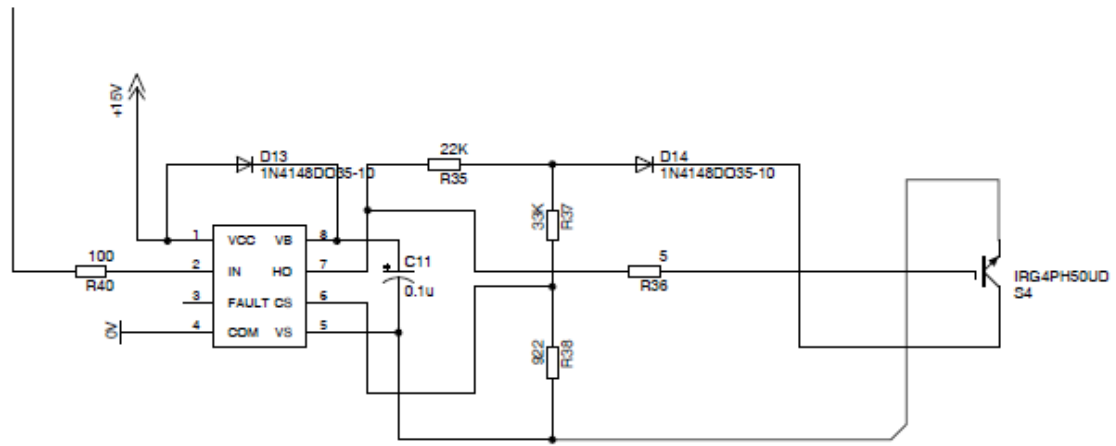 +15V
D13
1N4148DO35-10
22K
R35
D14
1N4148DO35-10
33K
R37
1 VCC VB 8
100
R40
2 IN HO 7
C11
0.1u
5
R36
IRG4PH50UD
S4
3 FAULT CS 6
0V
4 COM VS 5
922
R38